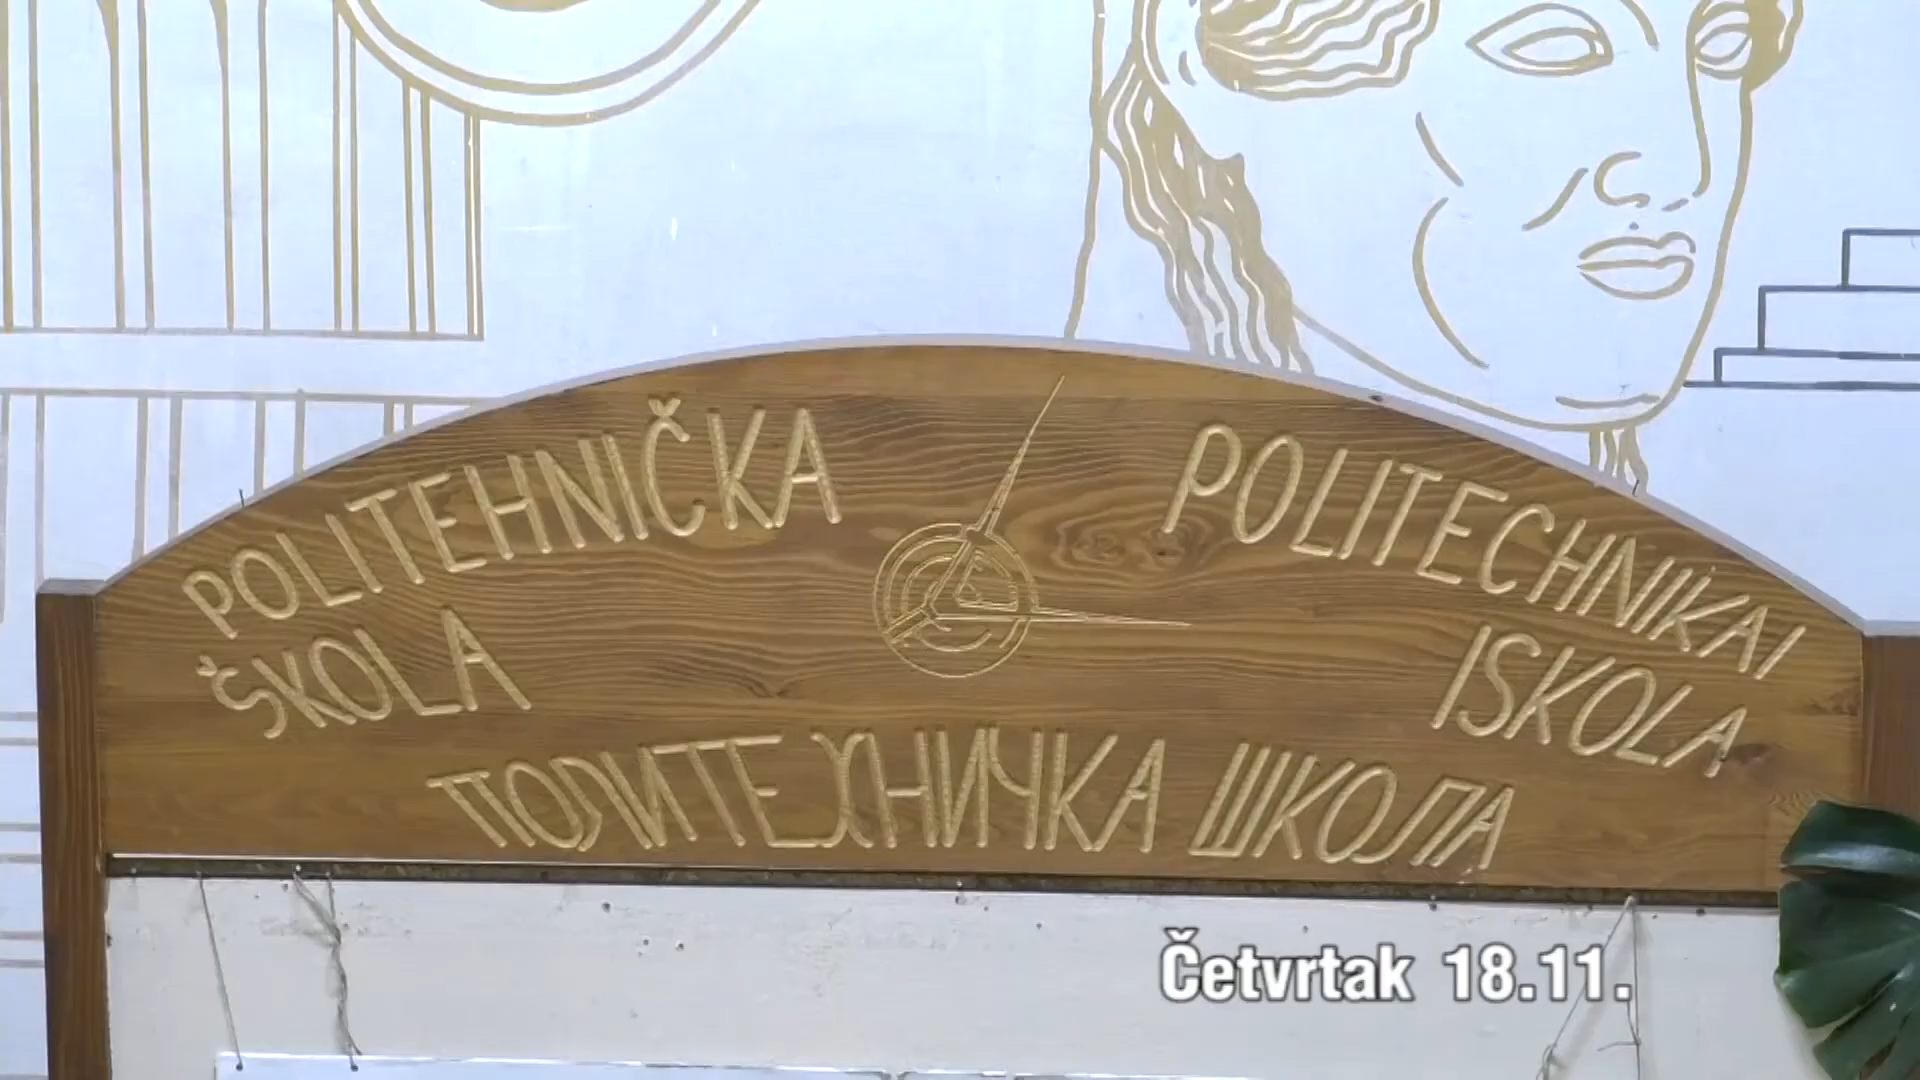 POLITEHNIČKA
ŠKOLA
POLITECHNIKAI
ISKOLA
ПОЛИТЕХНИЧКА ШКОЛА
Četvrtak 18.11.